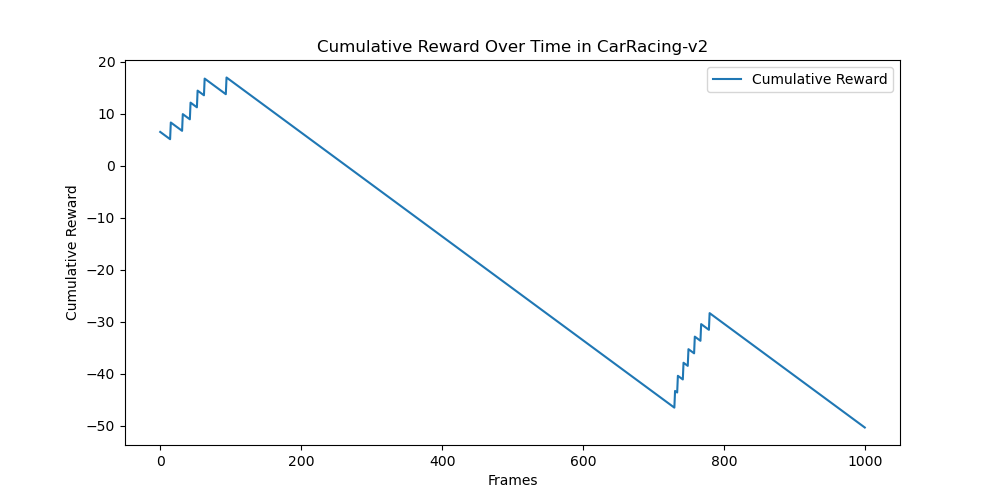 Cumulative Reward Over Time in CarRacing-v2
Cumulative Reward
20
10
0
−10
−20
−30
−40
−50
Cumulative Reward
0 200 400 600 800 1000
Frames